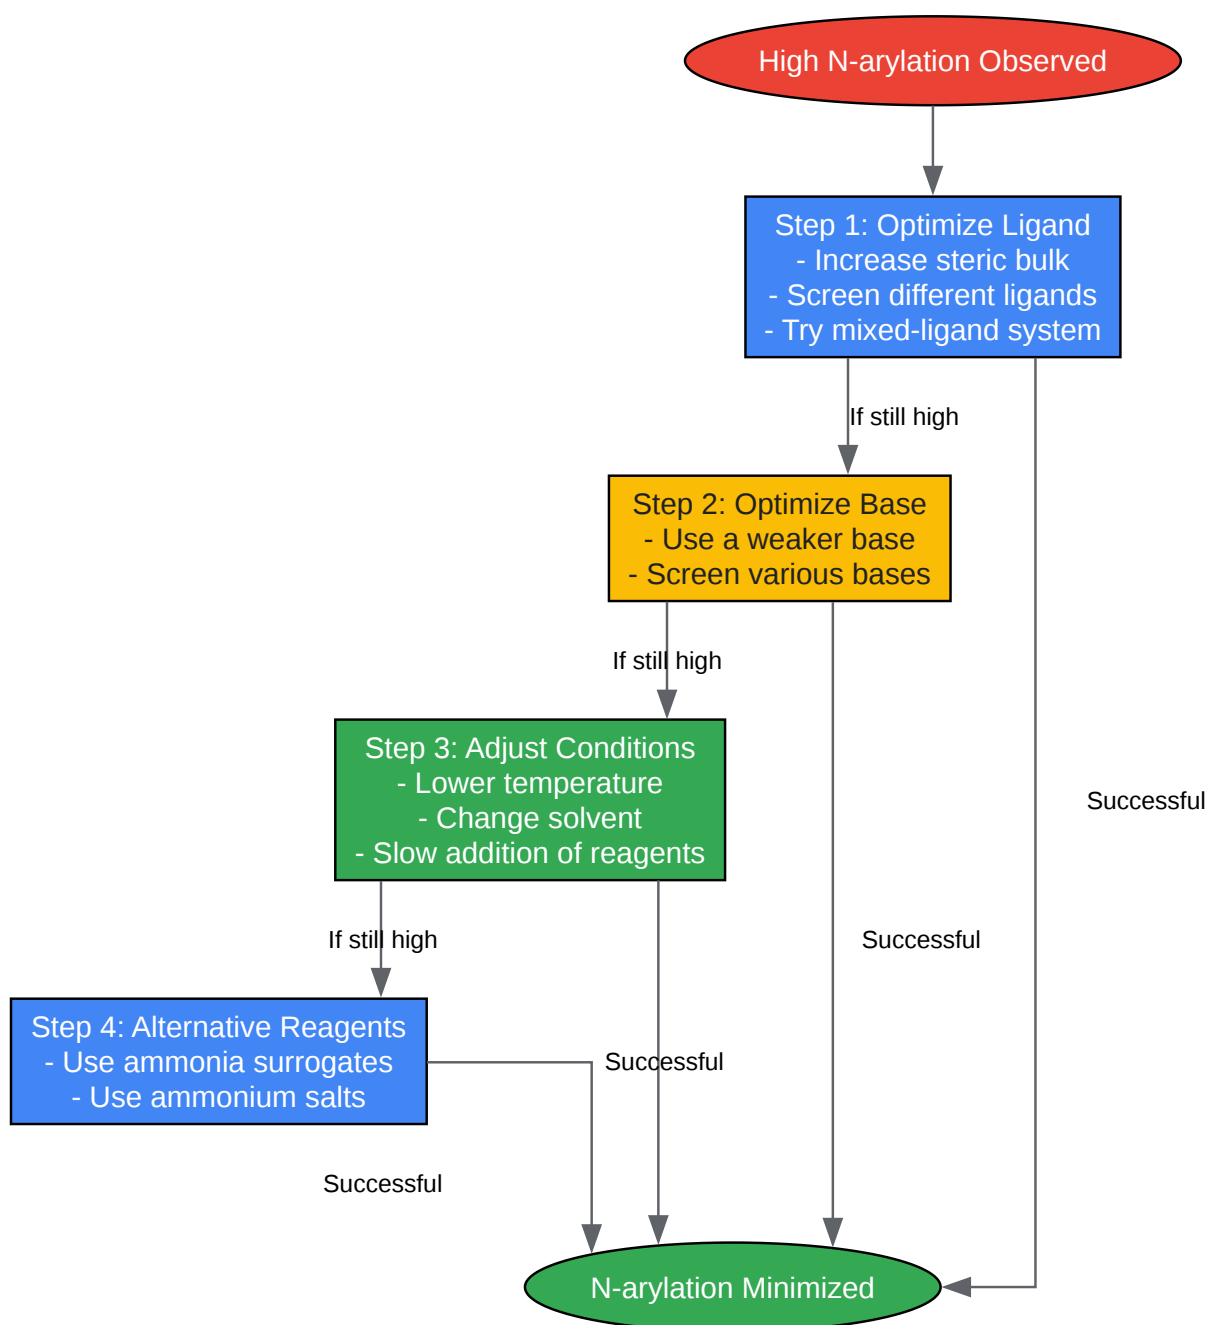 High N-arylation Observed
Step 1: Optimize Ligand
- Increase steric bulk
- Screen different ligands
- Try mixed-ligand system
If still high
Step 2: Optimize Base
- Use a weaker base
- Screen various bases
If still high
Step 3: Adjust Conditions
- Lower temperature
- Change solvent
- Slow addition of reagents
Successful
If still high
Successful
Step 4: Alternative Reagents
- Use ammonia surrogates
- Use ammonium salts
Successful
Successful
N-arylation Minimized